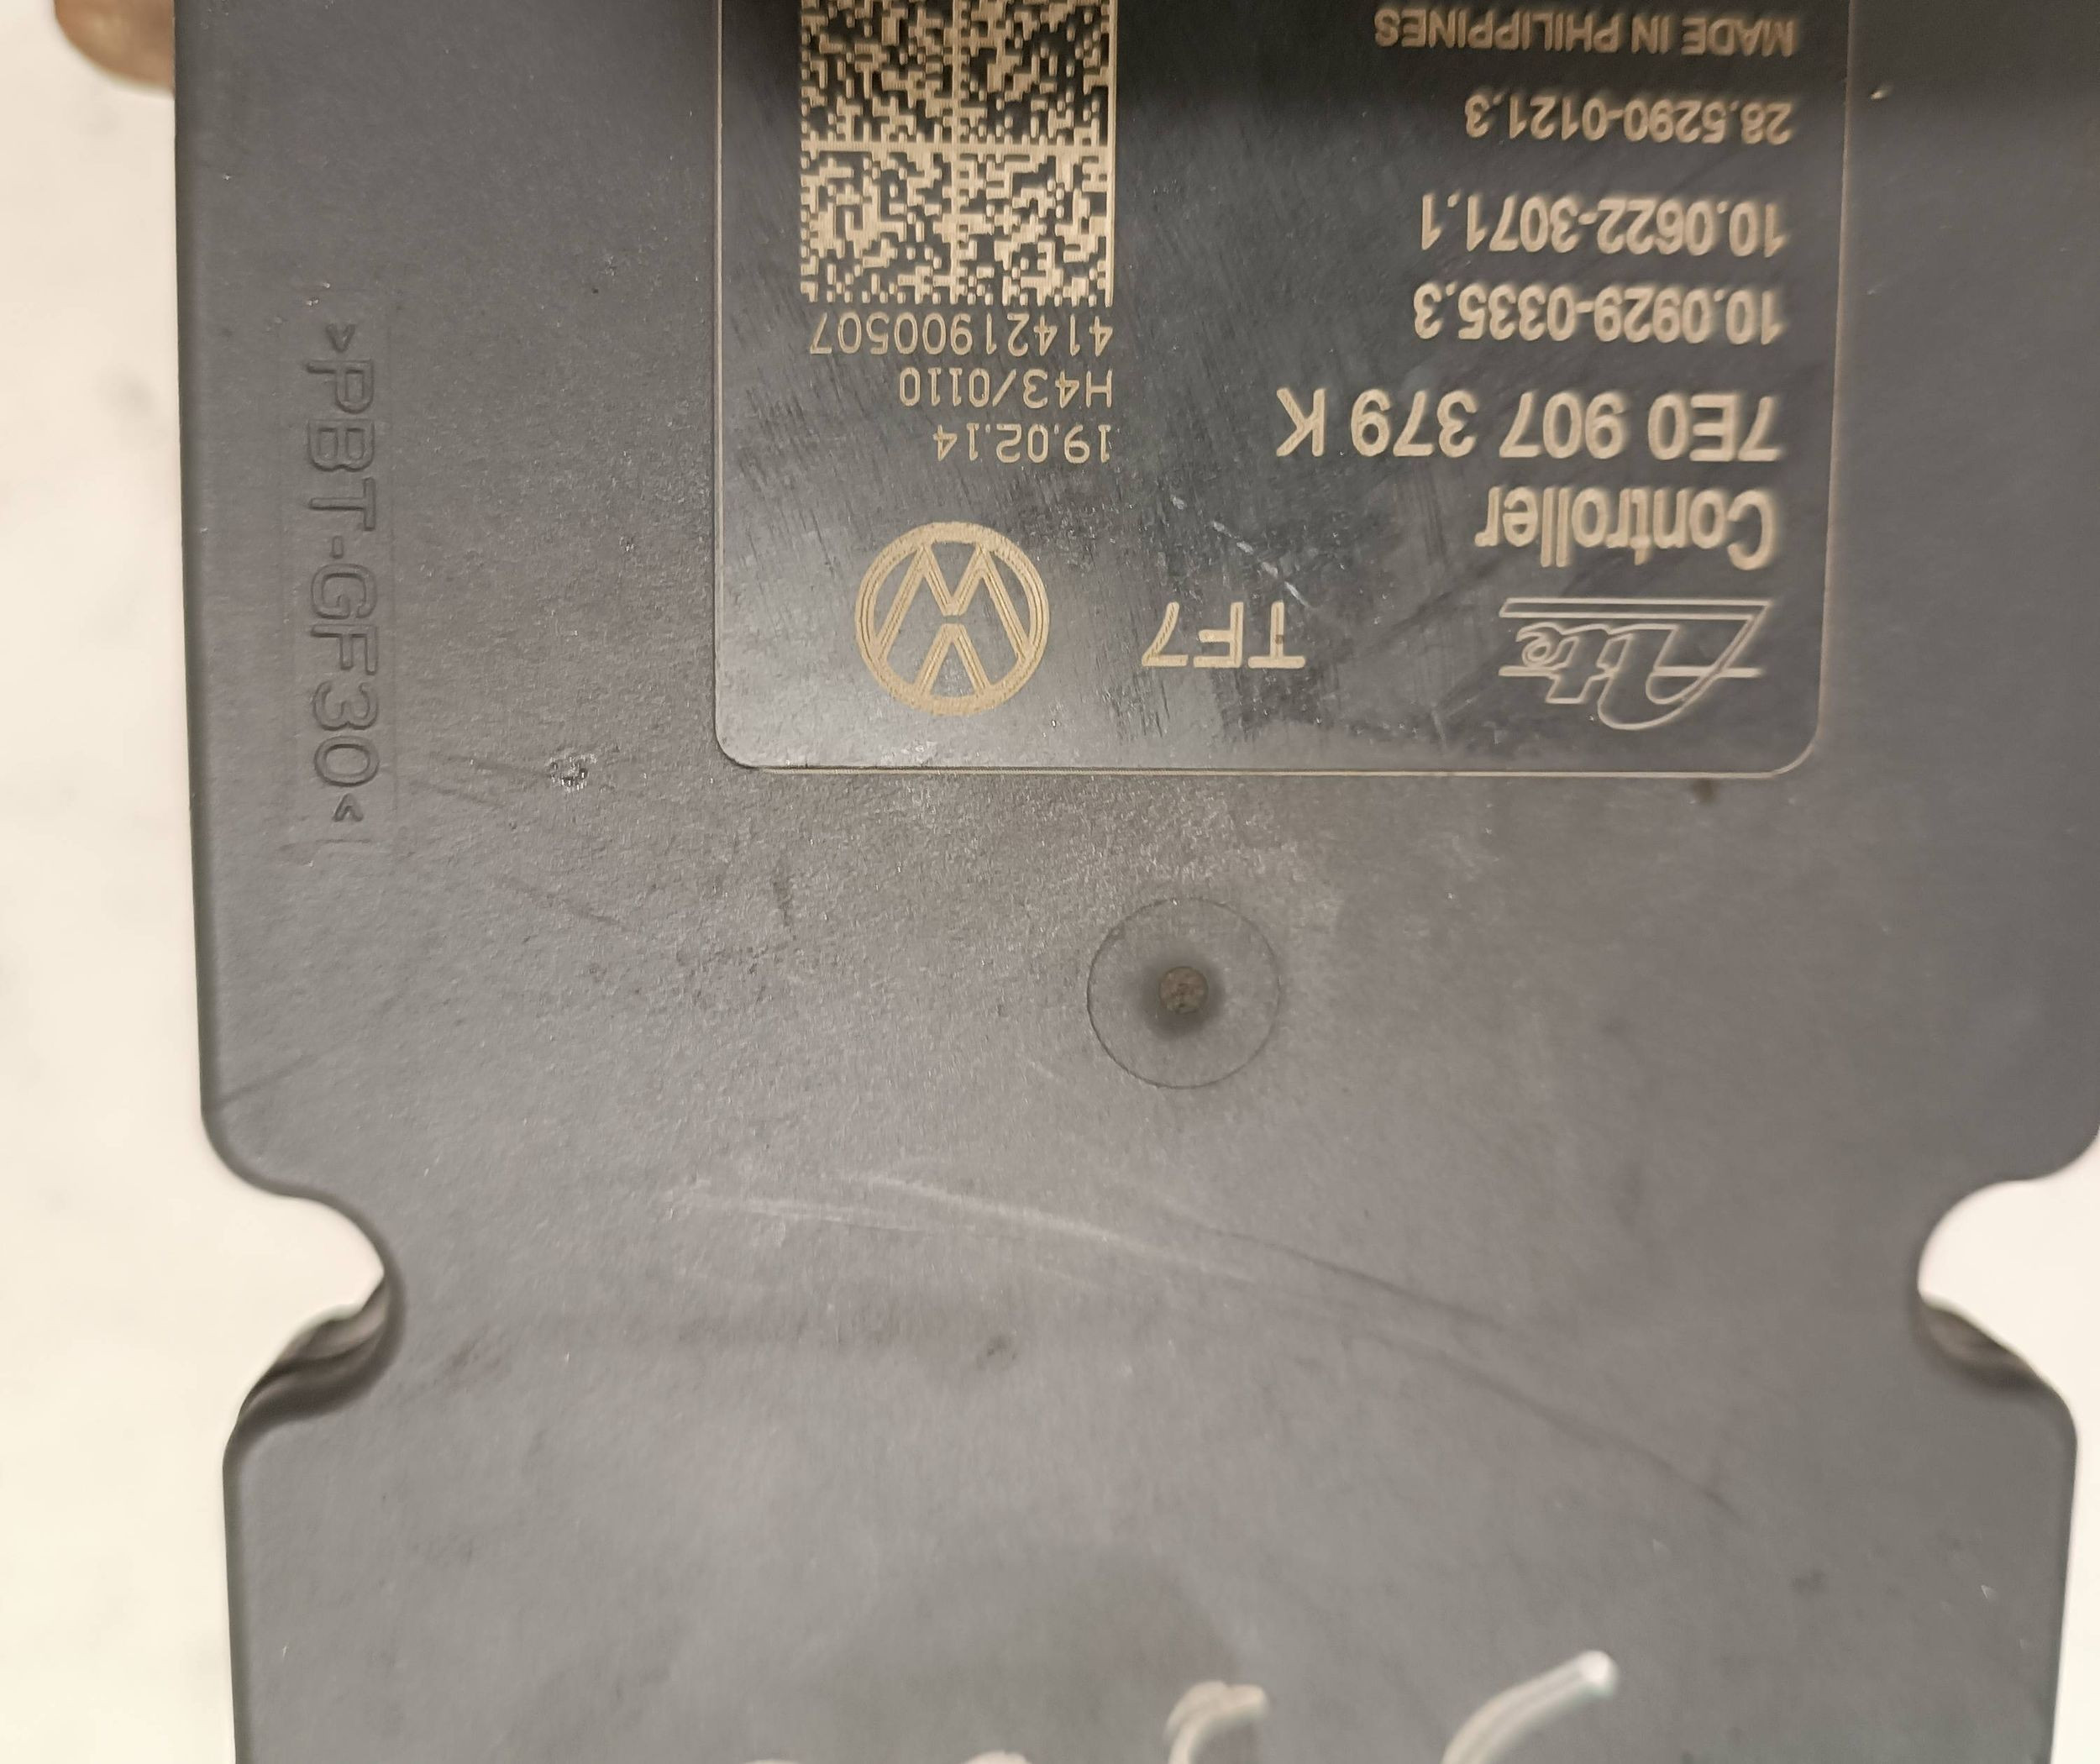 Ate
TF7
Controller
7E0 907 379 K
10.0929-0335.3
10.0622-3071.1
28.5290-0121.3
MADE IN PHILIPPINES
19.02.14
H43/0110
41421900507
>PBT-GF30<